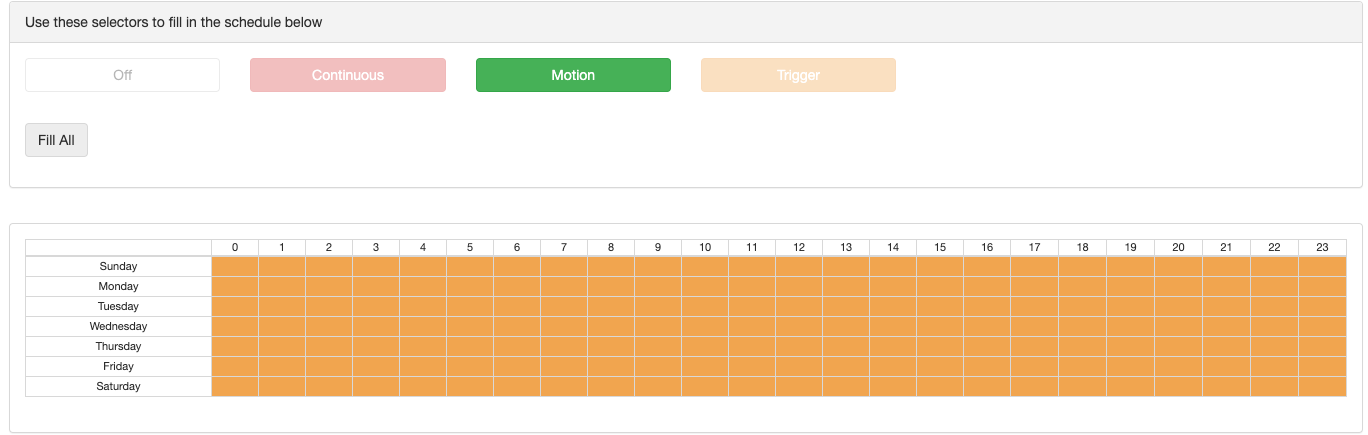 Use these selectors to fill in the schedule below
Off Continuous Motion Trigger
Fill All
0 1 2 3 4 5 6 7 8 9 10 11 12 13 14 15 16 17 18 19 20 21 22 23
Sunday
Monday
Tuesday
Wednesday
Thursday
Friday
Saturday